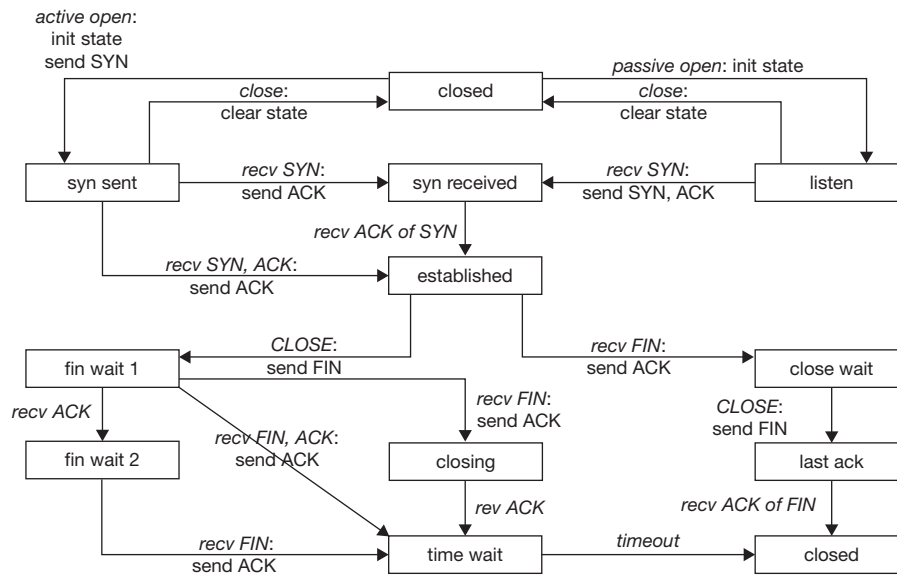 active open:
init state
send SYN
closed
passive open: init state
close:
clear state
close:
clear state
syn sent
recv SYN:
send ACK
syn received
recv SYN:
send SYN, ACK
listen
recv ACK of SYN
recv SYN, ACK:
send ACK
established
fin wait 1
CLOSE:
send FIN
recv FIN:
send ACK
close wait
recv ACK
recv FIN, ACK:
send ACK
recv FIN:
send ACK
CLOSE:
send FIN
fin wait 2
closing
last ack
rev ACK
recv ACK of FIN
recv FIN:
send ACK
time wait
timeout
closed